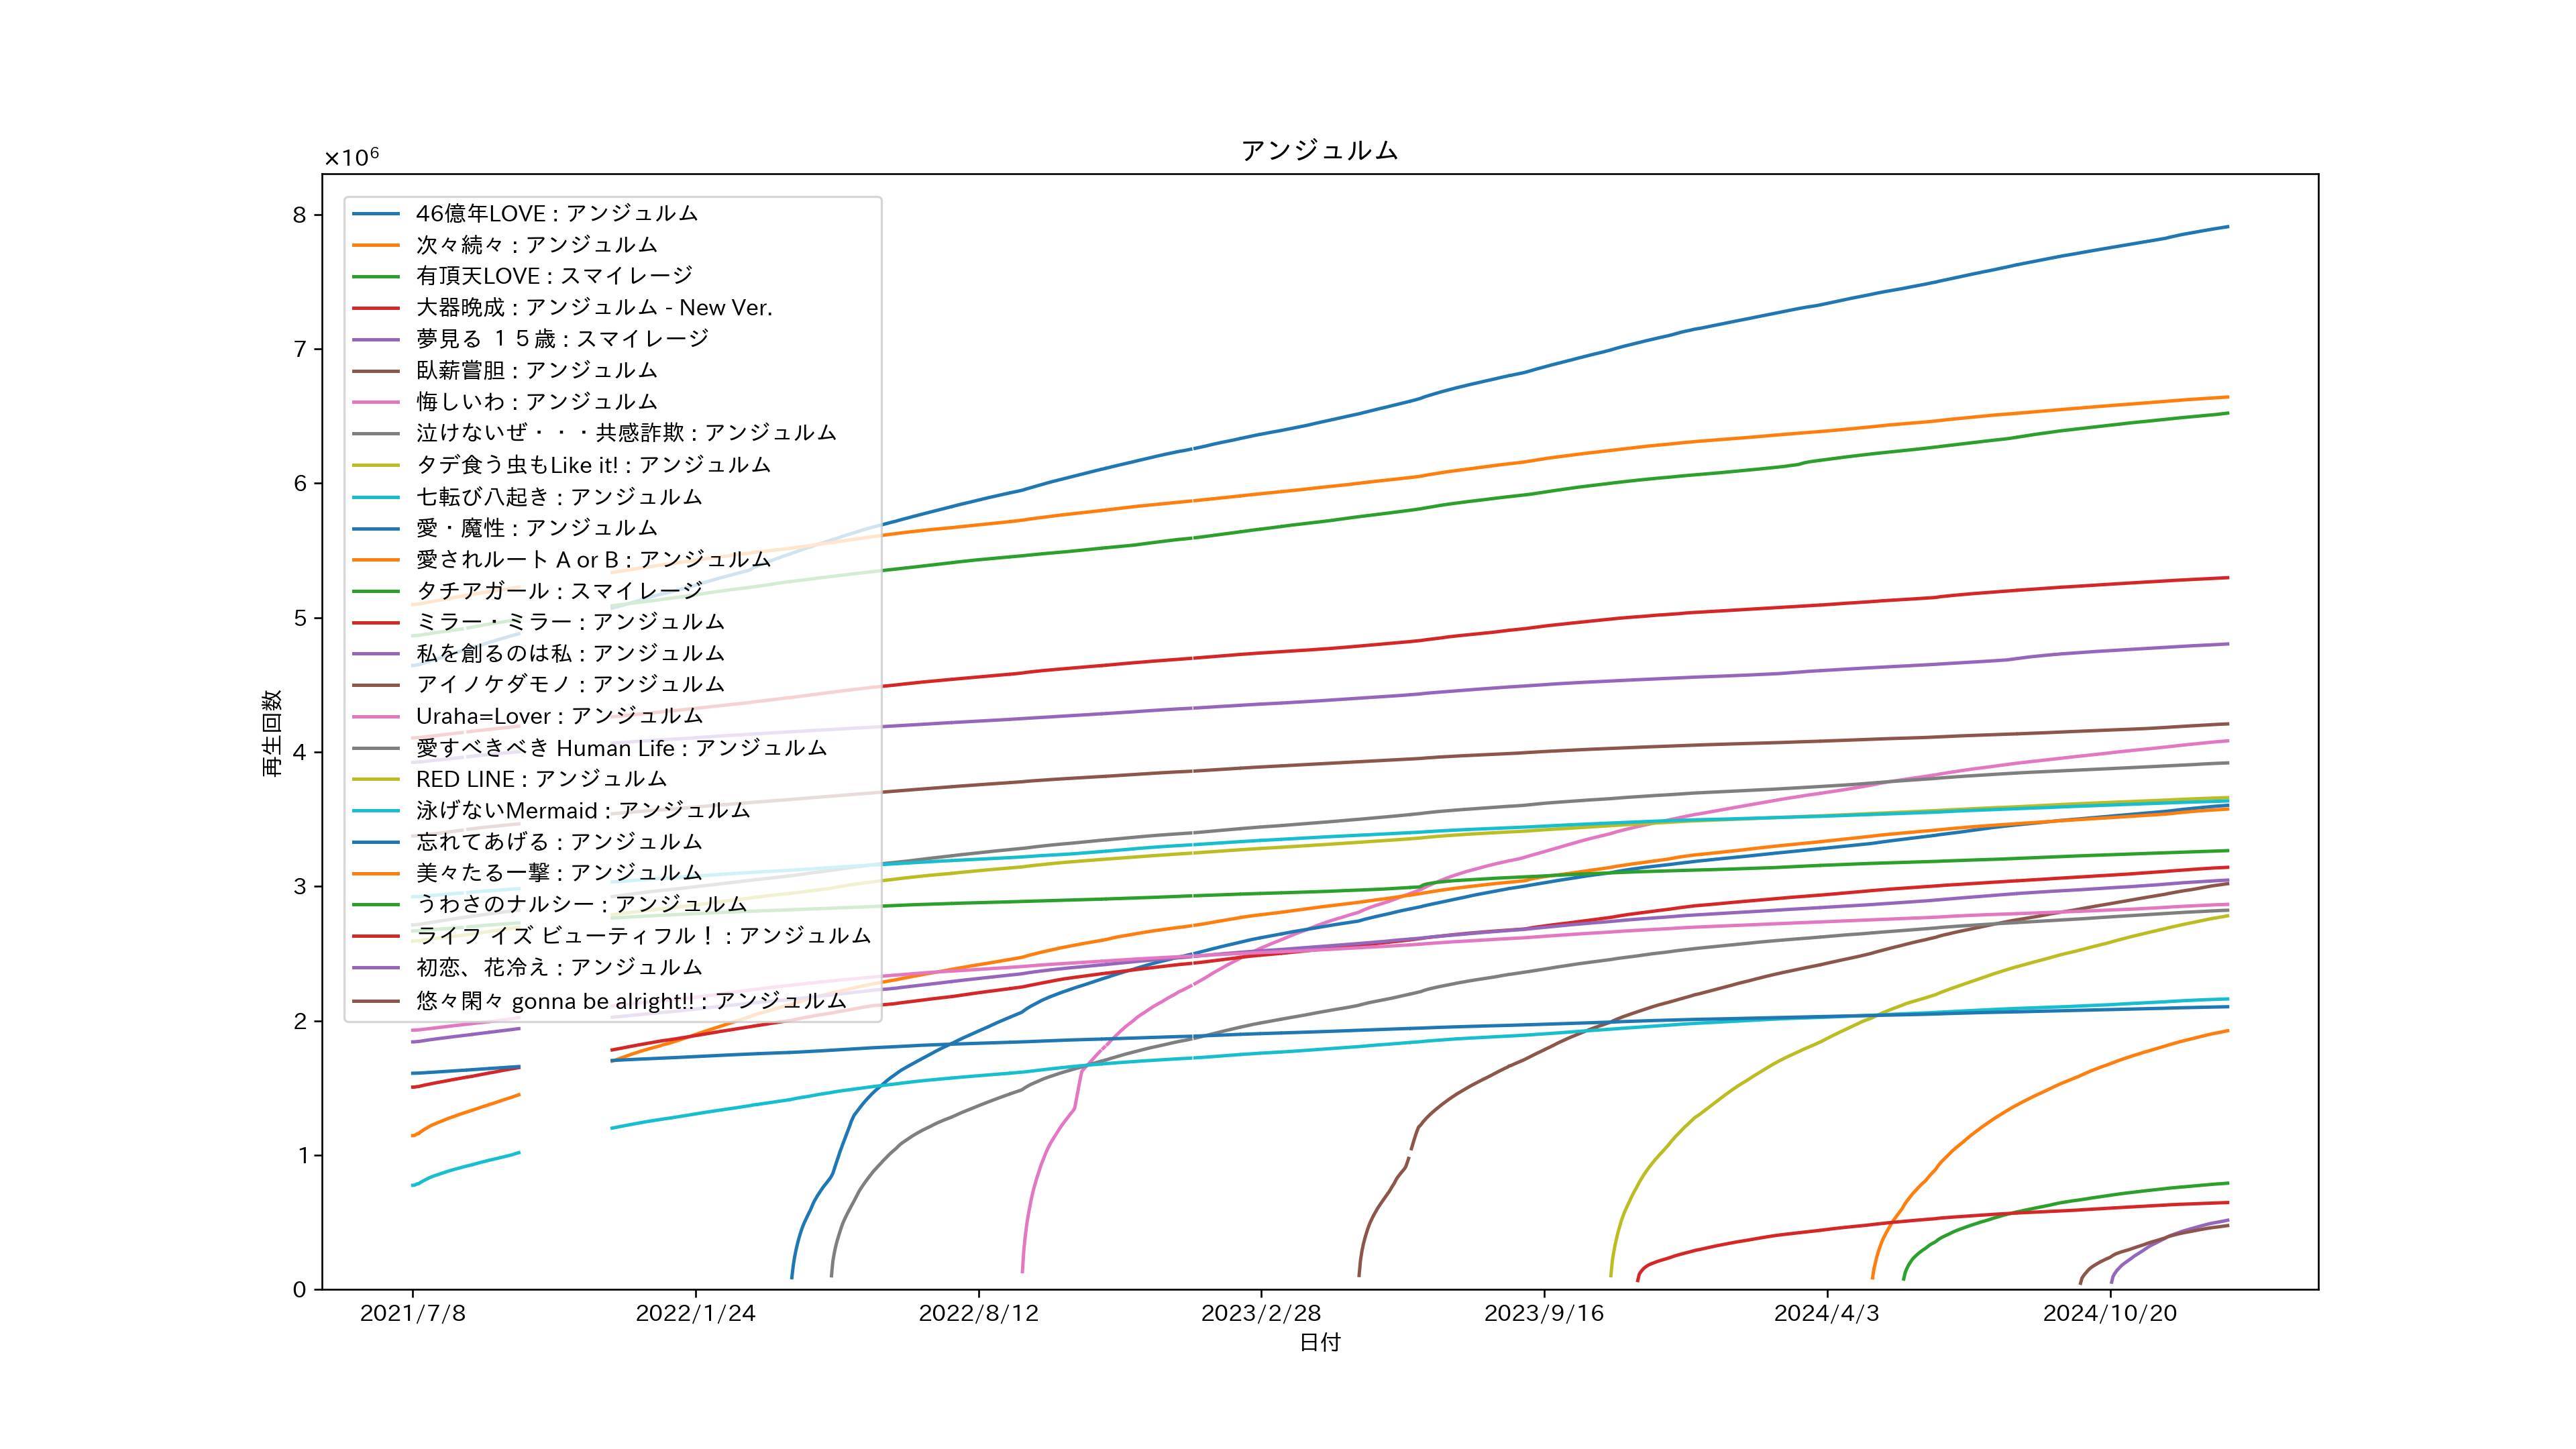 アンジュルム
×10⁶
8
7
6
5
4
3
2
1
0
再生回数
46億年LOVE : アンジュルム
次々続々 : アンジュルム
有頂天LOVE : スマイレージ
大器晩成 : アンジュルム - New Ver.
夢見る １５歳 : スマイレージ
臥薪嘗胆 : アンジュルム
悔しいわ : アンジュルム
泣けないぜ・・・共感詐欺 : アンジュルム
タデ食う虫もLike it! : アンジュルム
七転び八起き : アンジュルム
愛・魔性 : アンジュルム
愛されルート A or B : アンジュルム
タチアガール : スマイレージ
ミラー・ミラー : アンジュルム
私を創るのは私 : アンジュルム
アイノケダモノ : アンジュルム
Uraha=Lover : アンジュルム
愛すべきべき Human Life : アンジュルム
RED LINE : アンジュルム
泳げないMermaid : アンジュルム
忘れてあげる : アンジュルム
美々たる一撃 : アンジュルム
うわさのナルシー : アンジュルム
ライフ イズ ビューティフル！ : アンジュルム
初恋、花冷え : アンジュルム
悠々閑々 gonna be alright!! : アンジュルム
2021/7/8 2022/1/24 2022/8/12 2023/2/28 2023/9/16 2024/4/3 2024/10/20
日付